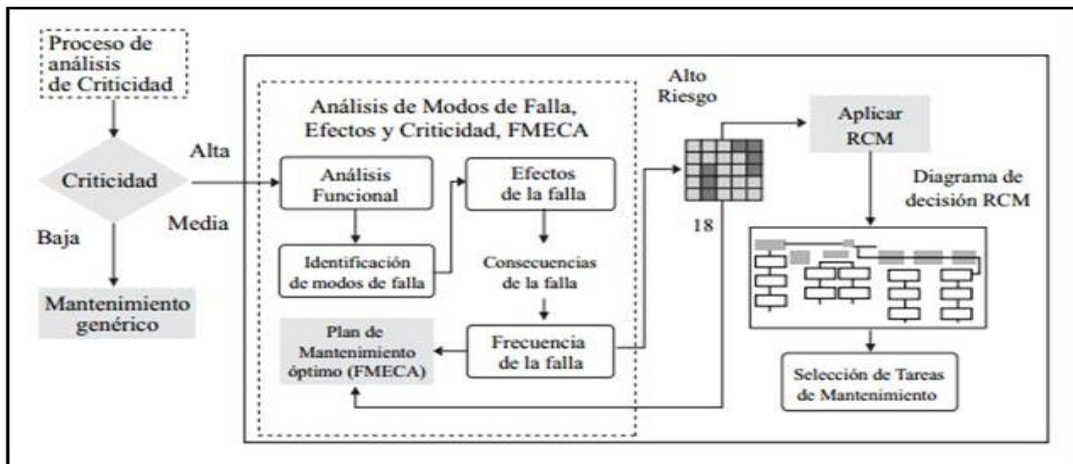 Proceso de
análisis
de Criticidad
Criticidad
Alta
Media
Baja
Mantenimiento
genérico
Análisis de Modos de Falla,
Efectos y Criticidad, FMECA
Análisis
Funcional
Identificación
de modos de falla
Efectos
de la falla
Consecuencias
de la falla
Frecuencia
de la falla
Plan de
Mantenimiento
óptimo (FMECA)
Alto
Riesgo
18
Aplicar
RCM
Diagrama de
decisión RCM
Selección de Tareas
de Mantenimiento